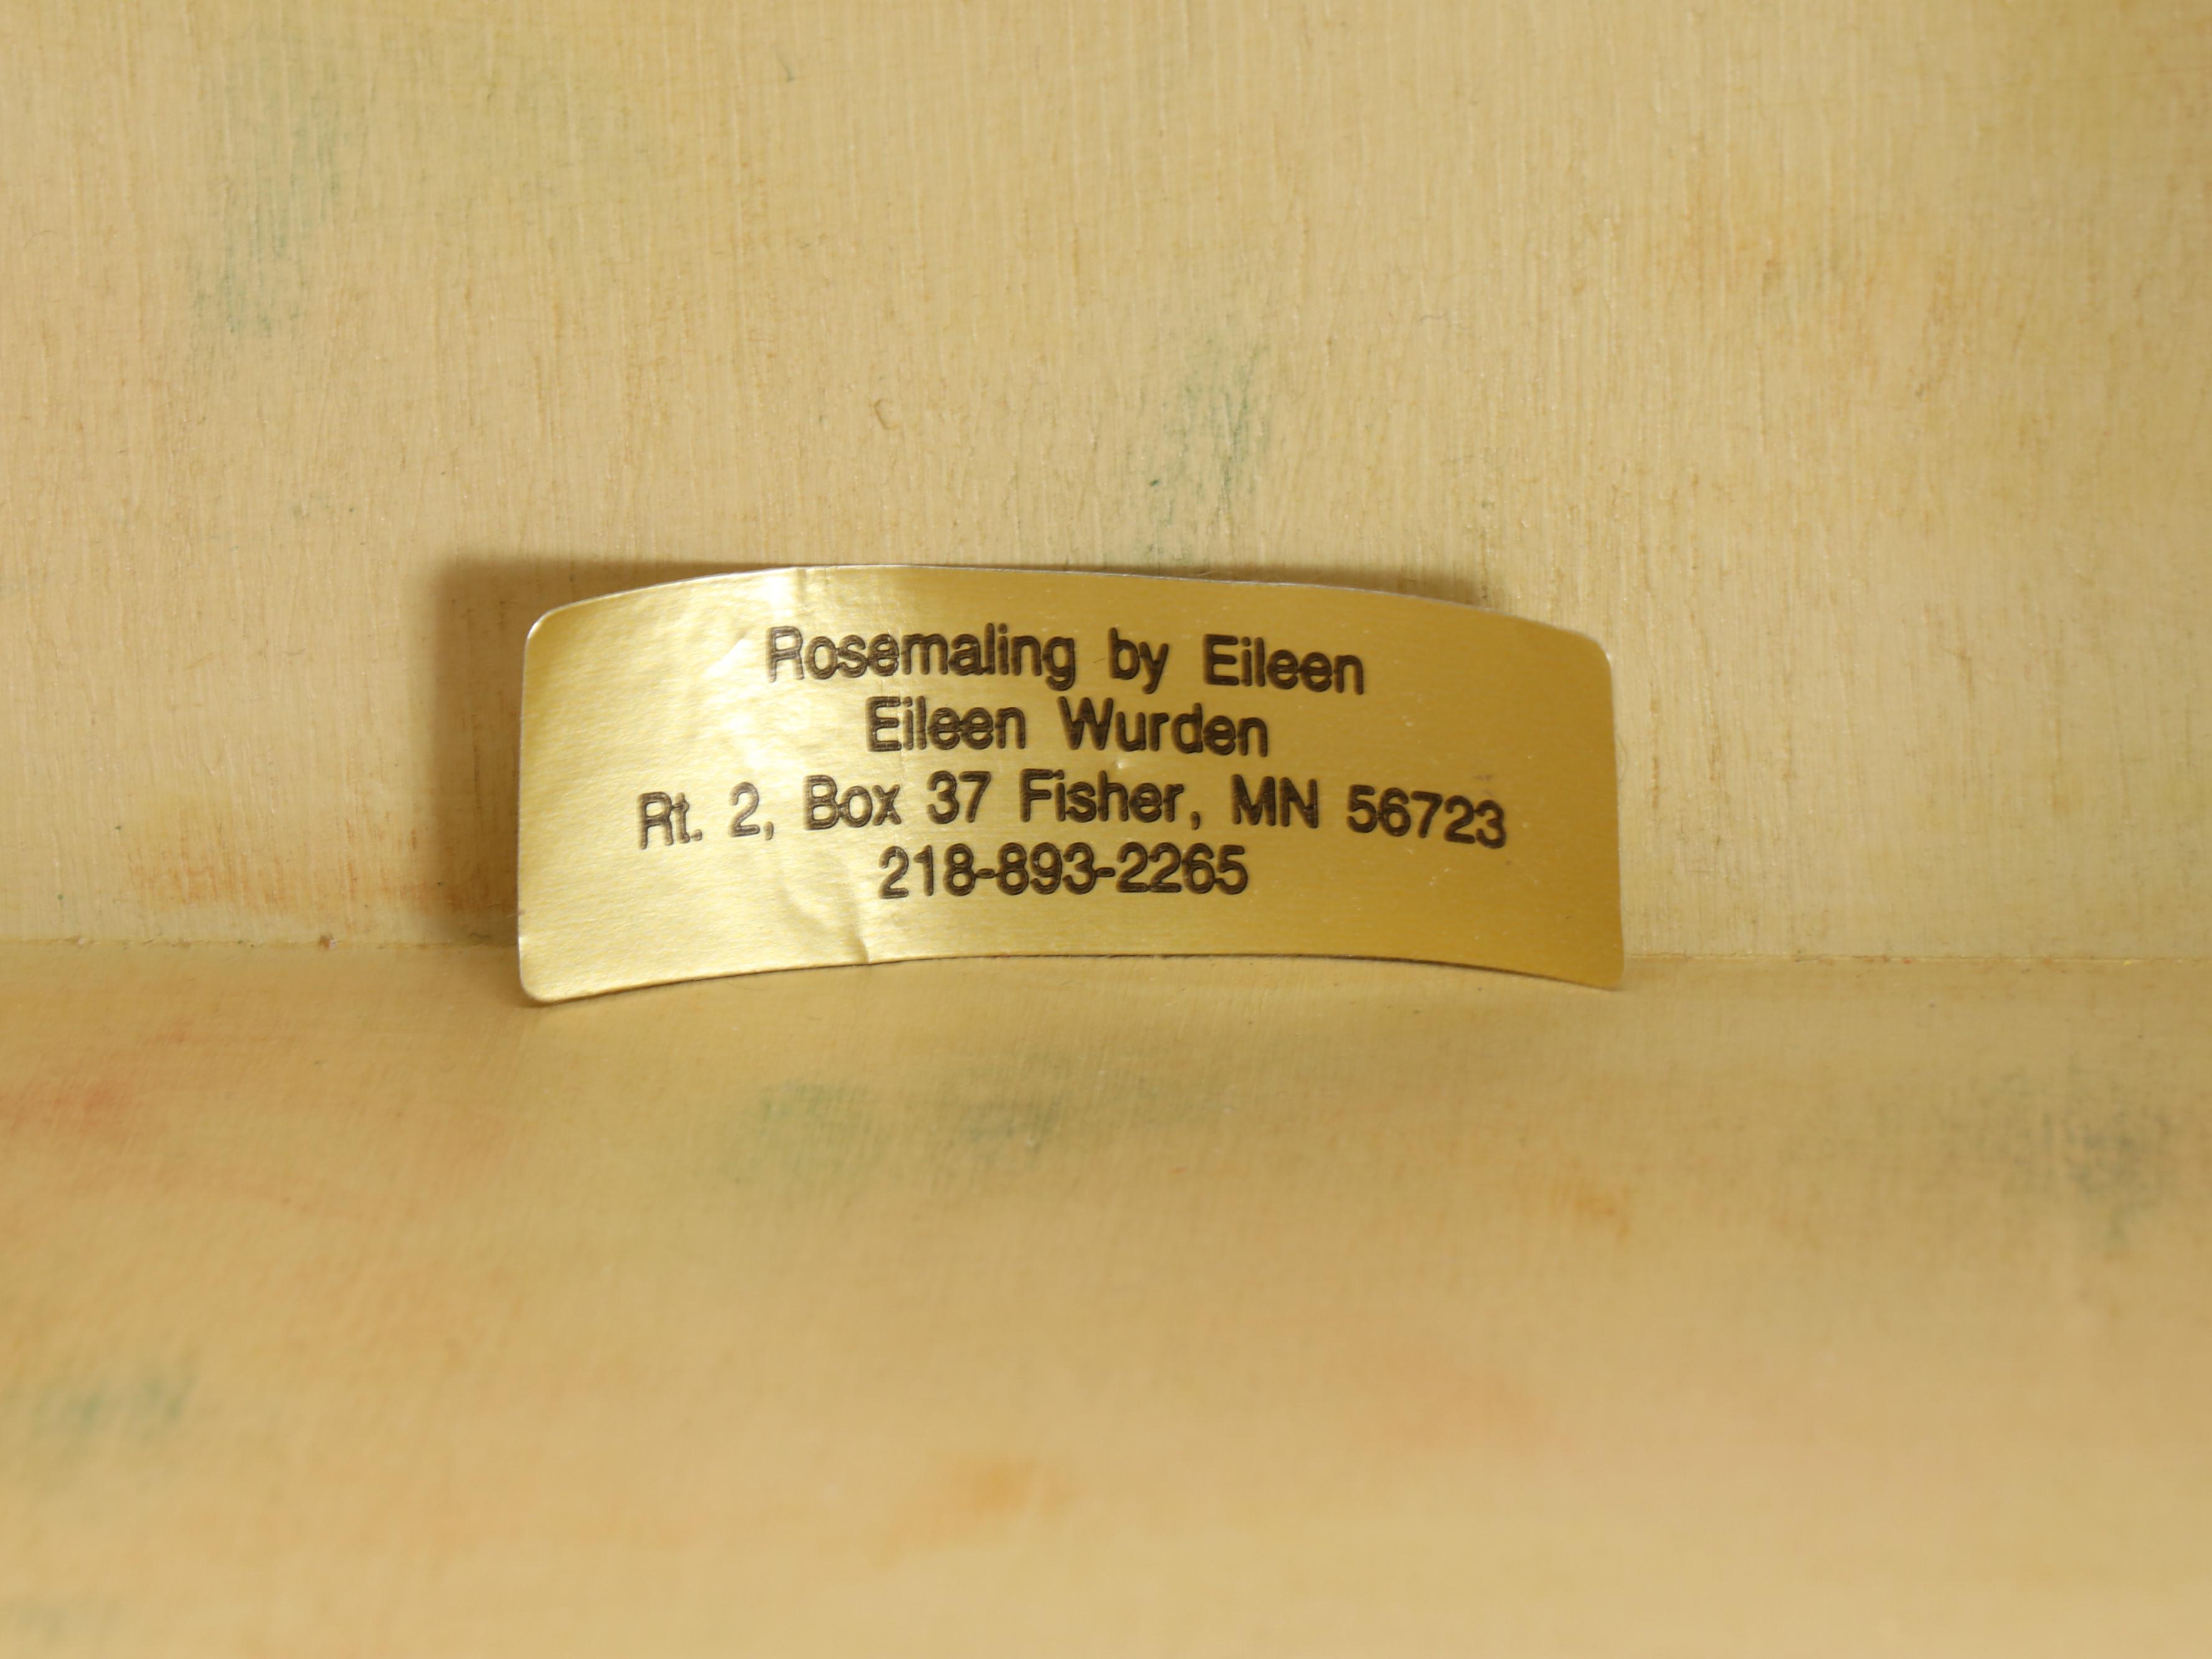 Rosemaling by Eileen
Eileen Wurden
Rt. 2, Box 37 Fisher, MN 56723
218-893-2265